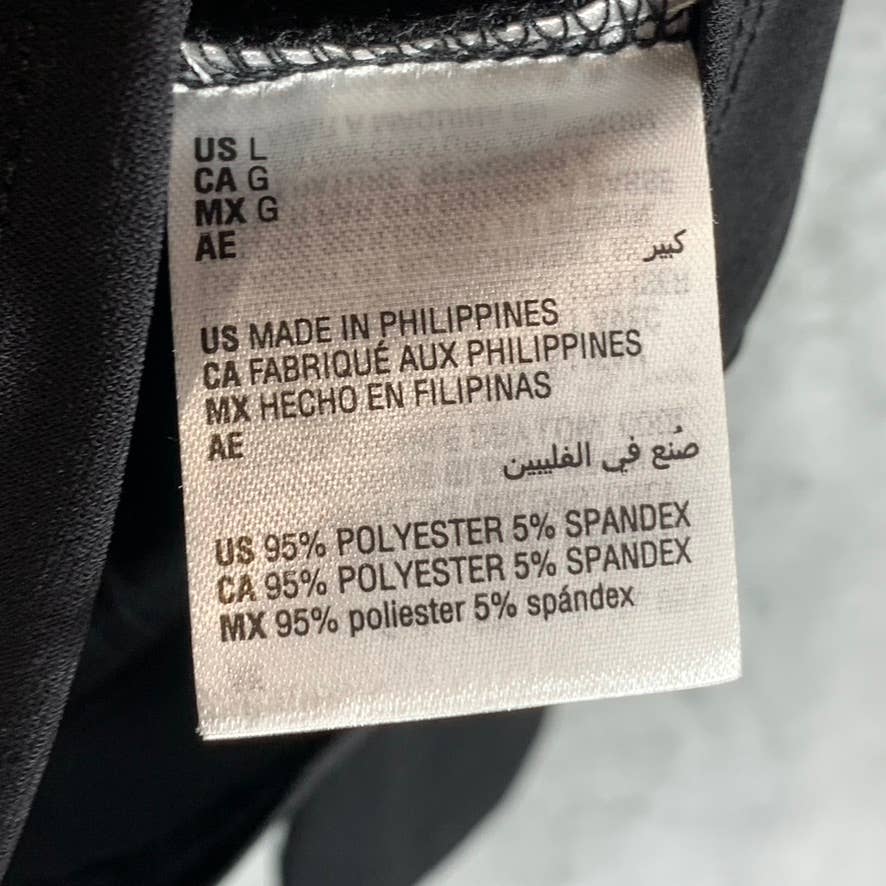 US L
CA G
MX G
AE كبير
US MADE IN PHILIPPINES
CA FABRIQUÉ AUX PHILIPPINES
MX HECHO EN FILIPINAS
AE صُنع في الفليبين
US 95% POLYESTER 5% SPANDEX
CA 95% POLYESTER 5% SPANDEX
MX 95% poliester 5% spándex